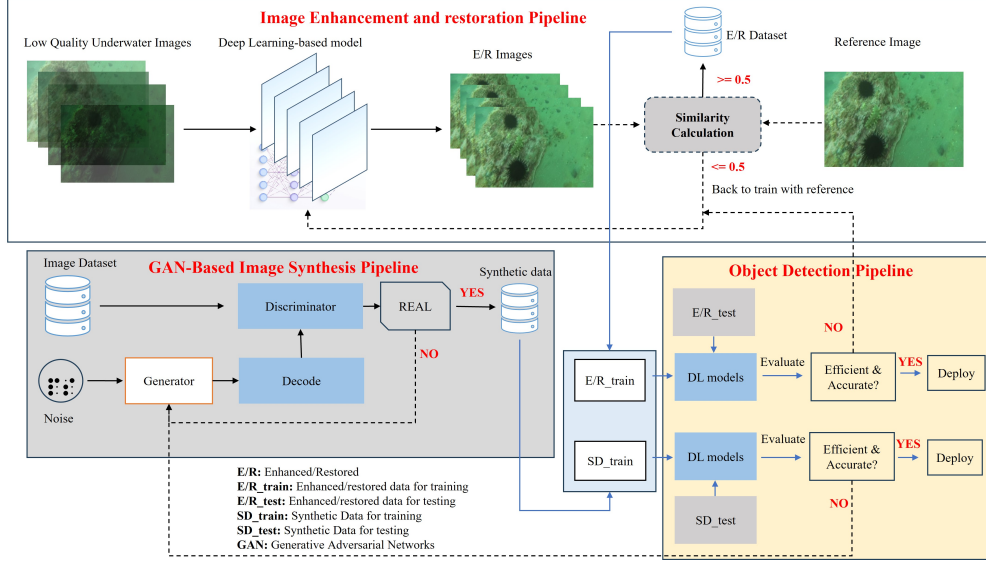 Image Enhancement and restoration Pipeline
Low Quality Underwater Images
Deep Learning-based model
E/R Images
E/R Dataset
Reference Image
>= 0.5
Similarity
Calculation
<= 0.5
Back to train with reference
Image Dataset
GAN-Based Image Synthesis Pipeline
Synthetic data
Discriminator
REAL
YES
NO
Generator
Decode
Noise
Object Detection Pipeline
E/R_test
NO
E/R_train
DL models
Evaluate
Efficient &
Accurate?
YES
Deploy
SD_train
DL models
Evaluate
Efficient &
Accurate?
YES
Deploy
NO
SD_test
E/R: Enhanced/Restored
E/R_train: Enhanced/restored data for training
E/R_test: Enhanced/restored data for testing
SD_train: Synthetic Data for training
SD_test: Synthetic Data for testing
GAN: Generative Adversarial Networks